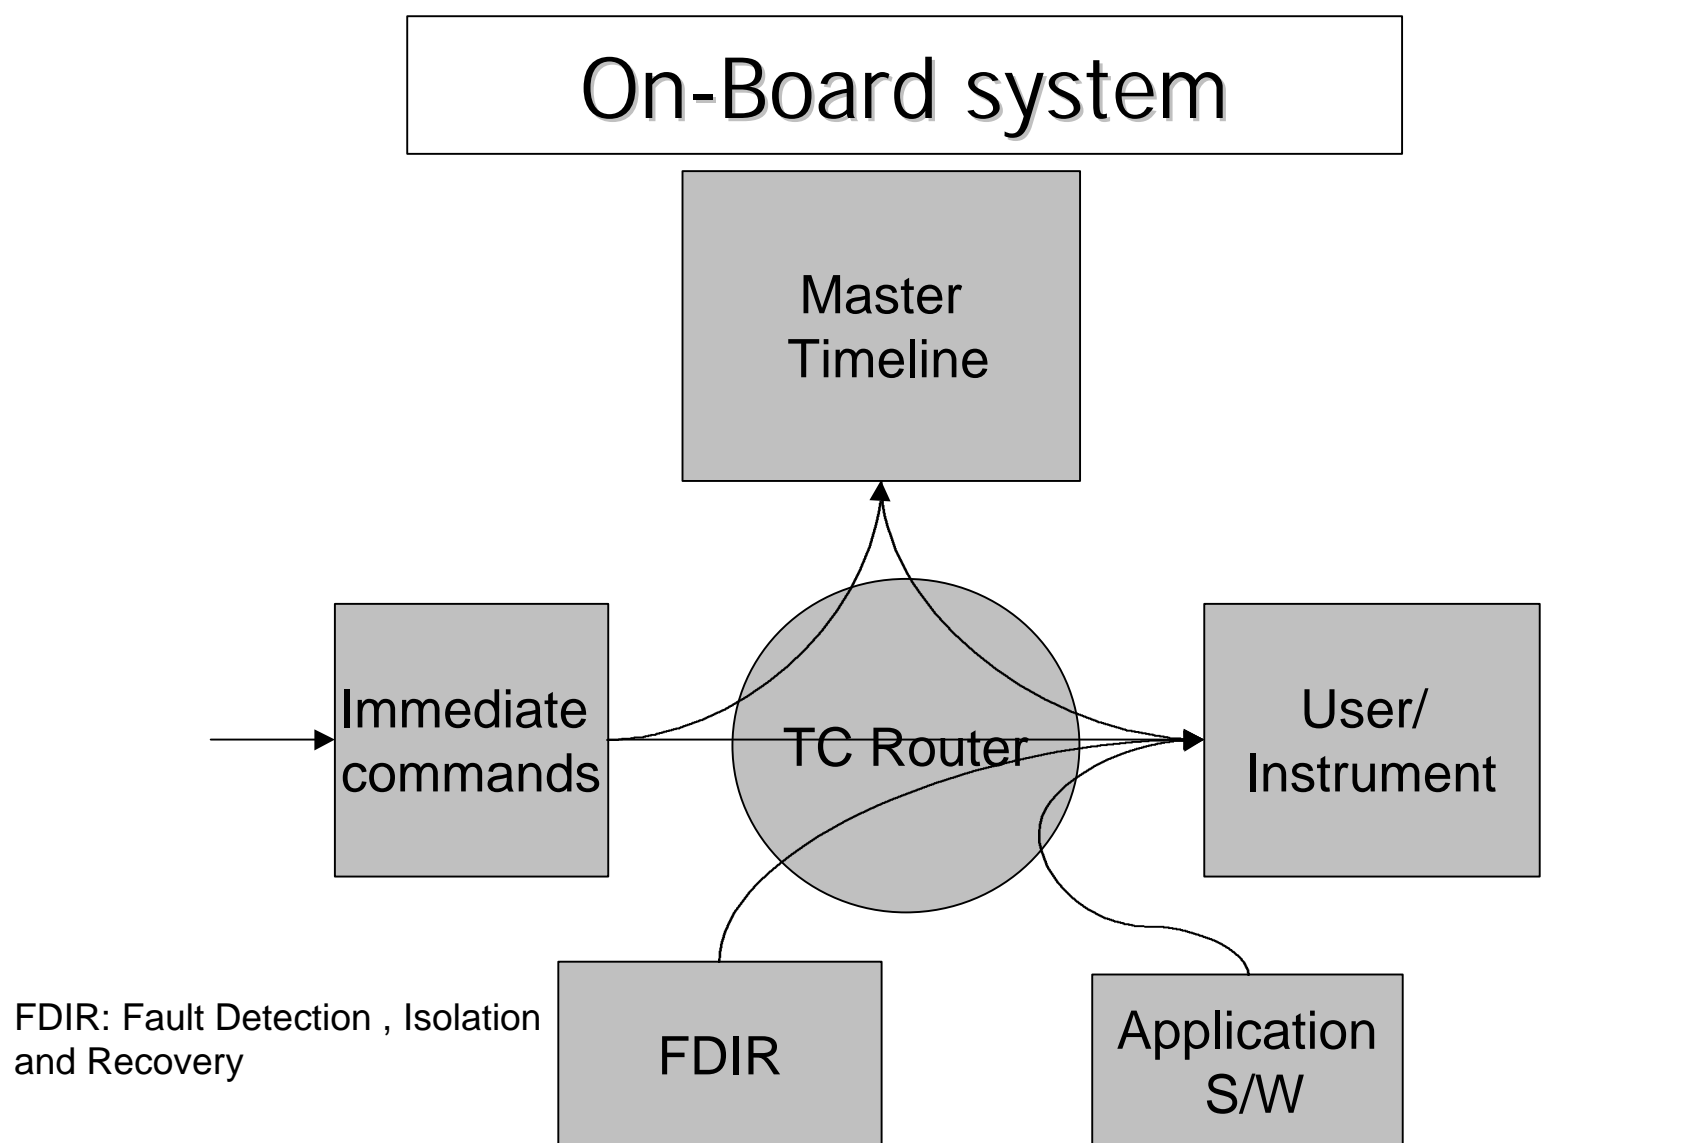 On-Board system
Master
Timeline
Immediate
commands
TC Router
User/
Instrument
FDIR: Fault Detection , Isolation
and Recovery
FDIR
Application
S/W